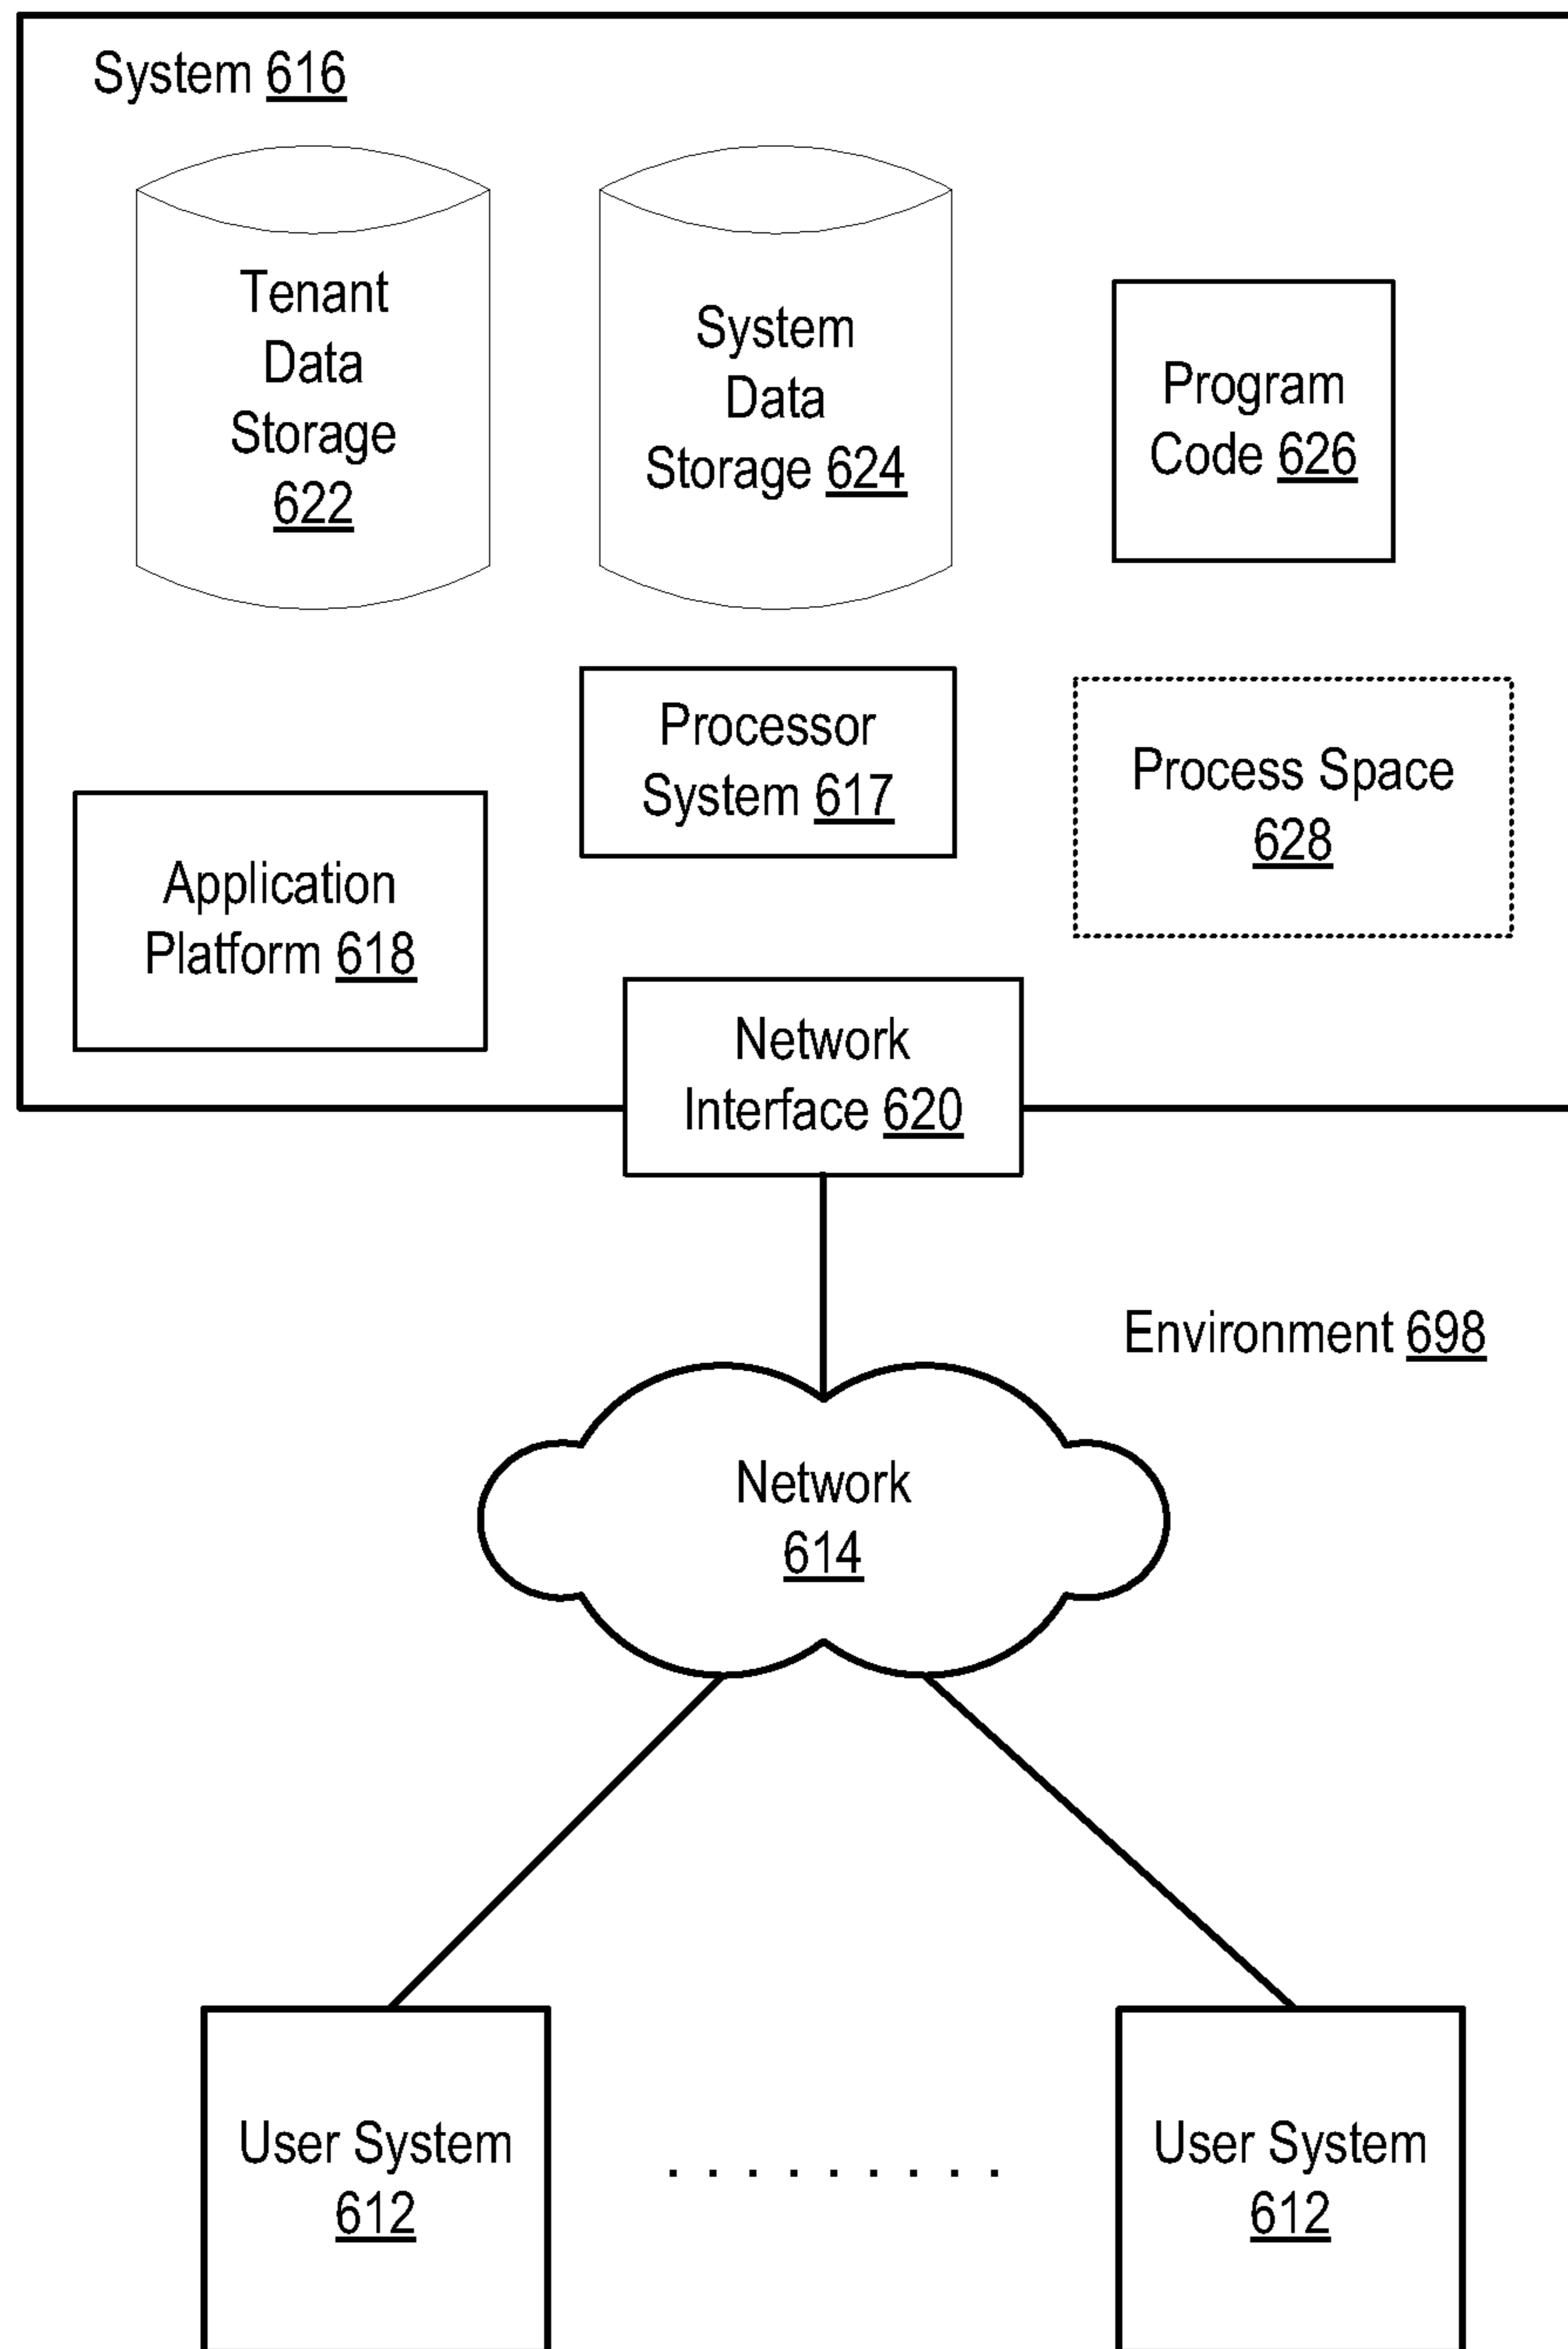 System 616
Tenant
Data
Storage
622
System
Data
Storage 624
Program
Code 626
Processor
System 617
Process Space
628
Application
Platform 618
Network
Interface 620
Environment 698
Network
614
User System
612
. . . . . . . . .
User System
612